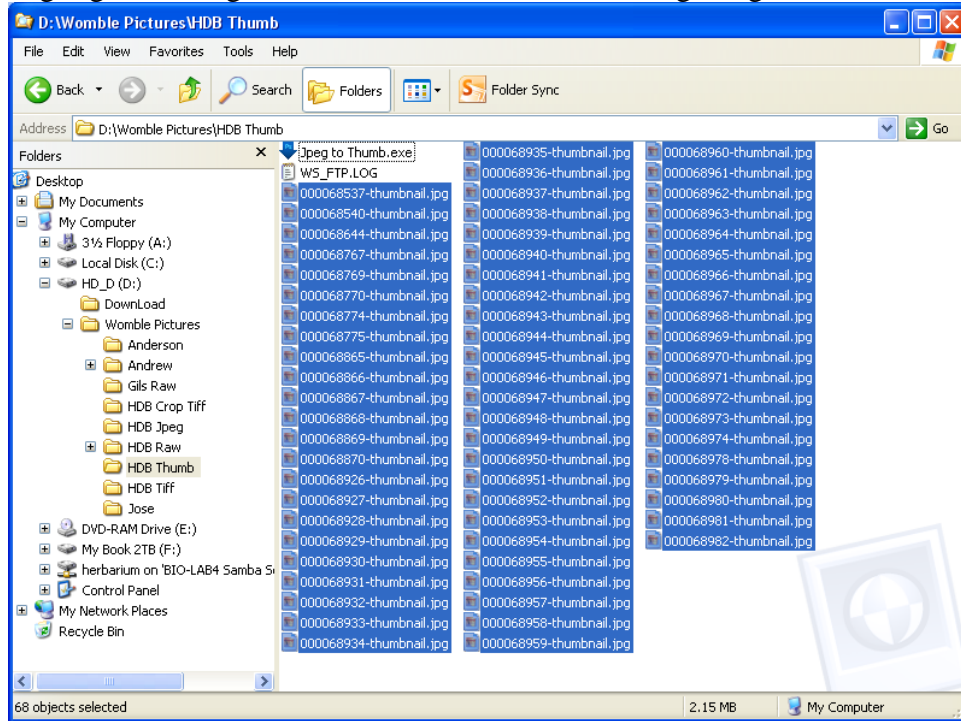 D:\Womble Pictures\HDB Thumb
File Edit View Favorites Tools Help
Back Search Folders Folder Sync
Address D:\Womble Pictures\HDB Thumb Go
Folders
Desktop
My Documents
My Computer
3½ Floppy (A:)
Local Disk (C:)
HD_D (D:)
DownLoad
Womble Pictures
Anderson
Andrew
Gils Raw
HDB Crop Tiff
HDB Jpeg
HDB Raw
HDB Thumb
HDB Tiff
Jose
DVD-RAM Drive (E:)
My Book 2TB (F:)
herbarium on 'BIO-LAB4 Samba S
Control Panel
My Network Places
Recycle Bin
Jpeg to Thumb.exe
WS_FTP.LOG
000068537-thumbnail.jpg
000068540-thumbnail.jpg
000068644-thumbnail.jpg
000068767-thumbnail.jpg
000068769-thumbnail.jpg
000068770-thumbnail.jpg
000068774-thumbnail.jpg
000068775-thumbnail.jpg
000068865-thumbnail.jpg
000068866-thumbnail.jpg
000068867-thumbnail.jpg
000068868-thumbnail.jpg
000068869-thumbnail.jpg
000068870-thumbnail.jpg
000068926-thumbnail.jpg
000068927-thumbnail.jpg
000068928-thumbnail.jpg
000068929-thumbnail.jpg
000068930-thumbnail.jpg
000068931-thumbnail.jpg
000068932-thumbnail.jpg
000068933-thumbnail.jpg
000068934-thumbnail.jpg
000068935-thumbnail.jpg
000068936-thumbnail.jpg
000068937-thumbnail.jpg
000068938-thumbnail.jpg
000068939-thumbnail.jpg
000068940-thumbnail.jpg
000068941-thumbnail.jpg
000068942-thumbnail.jpg
000068943-thumbnail.jpg
000068944-thumbnail.jpg
000068945-thumbnail.jpg
000068946-thumbnail.jpg
000068947-thumbnail.jpg
000068948-thumbnail.jpg
000068949-thumbnail.jpg
000068950-thumbnail.jpg
000068951-thumbnail.jpg
000068952-thumbnail.jpg
000068953-thumbnail.jpg
000068954-thumbnail.jpg
000068955-thumbnail.jpg
000068956-thumbnail.jpg
000068957-thumbnail.jpg
000068958-thumbnail.jpg
000068959-thumbnail.jpg
000068960-thumbnail.jpg
000068961-thumbnail.jpg
000068962-thumbnail.jpg
000068963-thumbnail.jpg
000068964-thumbnail.jpg
000068965-thumbnail.jpg
000068966-thumbnail.jpg
000068967-thumbnail.jpg
000068968-thumbnail.jpg
000068969-thumbnail.jpg
000068970-thumbnail.jpg
000068971-thumbnail.jpg
000068972-thumbnail.jpg
000068973-thumbnail.jpg
000068974-thumbnail.jpg
000068978-thumbnail.jpg
000068979-thumbnail.jpg
000068980-thumbnail.jpg
000068981-thumbnail.jpg
000068982-thumbnail.jpg
68 objects selected 2.15 MB My Computer